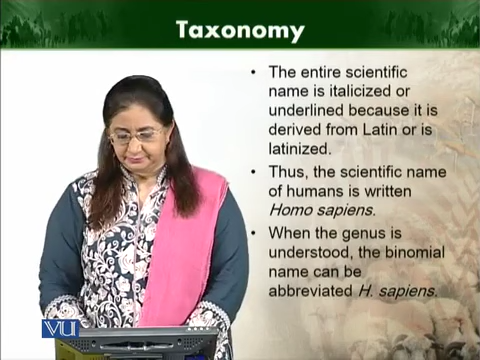 Taxonomy
• The entire scientific
name is italicized or
underlined because it is
derived from Latin or is
latinized.
• Thus, the scientific name
of humans is written
Homo sapiens.
• When the genus is
understood, the binomial
name can be
abbreviated H. sapiens.
VU